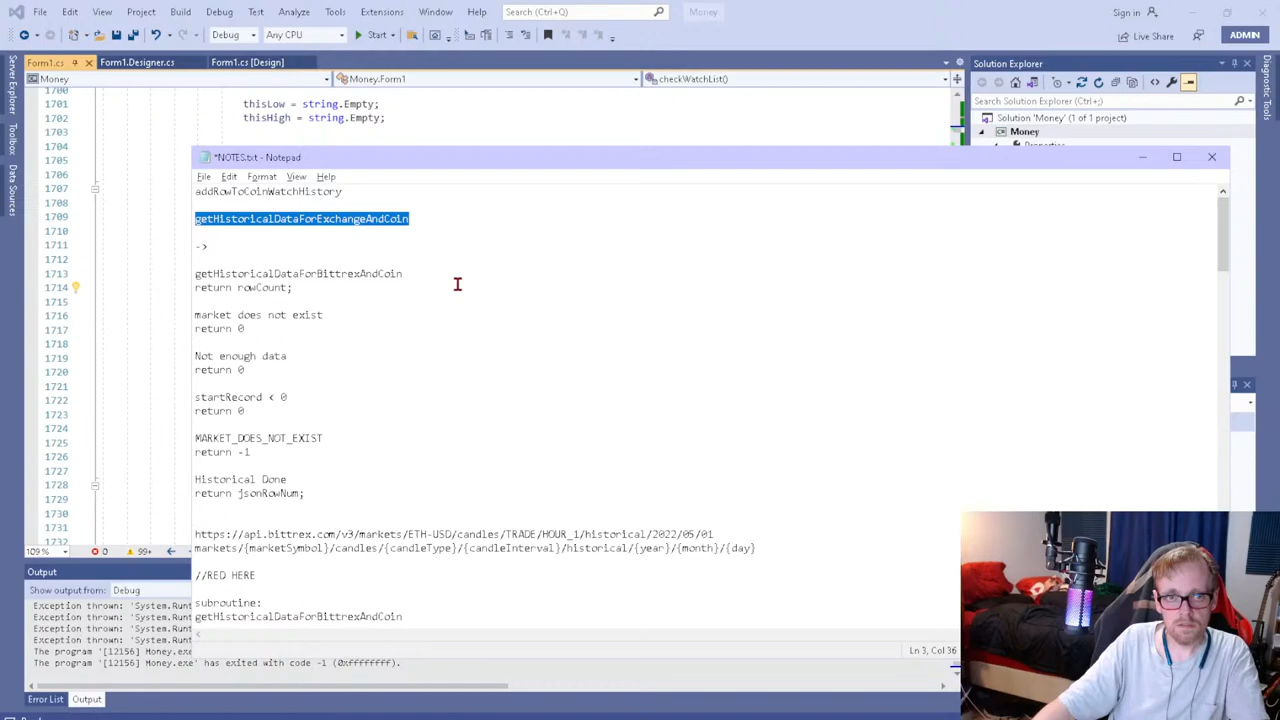 File Edit View Project Build Debug Test Analyze Tools Extensions Window Help Search (Ctrl+Q) Money Sign in
Debug Any CPU Start Live Share ADMIN
Form1.cs Form1.Designer.cs Form1.cs [Design]
Money Money.Form1 checkWatchList()
Server Explorer
Toolbox
Data Sources
1700
1701 thisLow = string.Empty;
1702 thisHigh = string.Empty;
1703
1704
1705
1706
1707
1708
1709
1710
1711
1712
1713
1714
1715
1716
1717
1718
1719
1720
1721
1722
1723
1724
1725
1726
1727
1728
1729
1730
1731
109 % 0 99+
*NOTES.txt - Notepad
File Edit Format View Help
addRowToCoinWatchHistory
getHistoricalDataForExchangeAndCoin
->
getHistoricalDataForBittrexAndCoin
return rowCount;
market does not exist
return 0
Not enough data
return 0
startRecord < 0
return 0
MARKET_DOES_NOT_EXIST
return -1
Historical Done
return jsonRowNum;
https://api.bittrex.com/v3/markets/ETH-USD/candles/TRADE/HOUR_1/historical/2022/05/01
markets/{marketSymbol}/candles/{candleType}/{candleInterval}/historical/{year}/{month}/{day}
//RED HERE
subroutine:
getHistoricalDataForBittrexAndCoin
Ln 3, Col 36
Solution Explorer
Search Solution Explorer (Ctrl+;)
Solution 'Money' (1 of 1 project)
Money
Properties
Diagnostic Tools
Output
Show output from: Debug
Exception thrown: 'System.Runt
Exception thrown: 'System.Runt
Exception thrown: 'System.Runt
The program '[12156] Money.exe
The program '[12156] Money.exe' has exited with code -1 (0xffffffff).
Error List Output